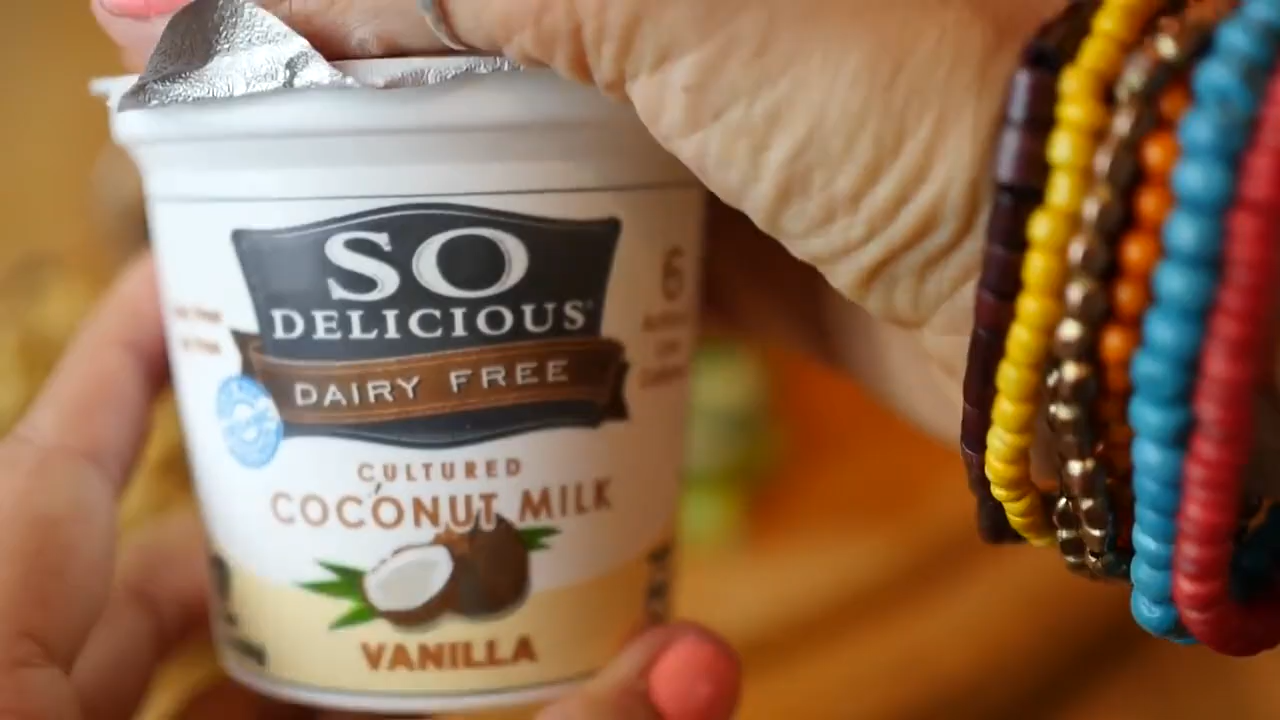 SO
DELICIOUS
DAIRY FREE
CULTURED
COCONUT MILK
VANILLA
6